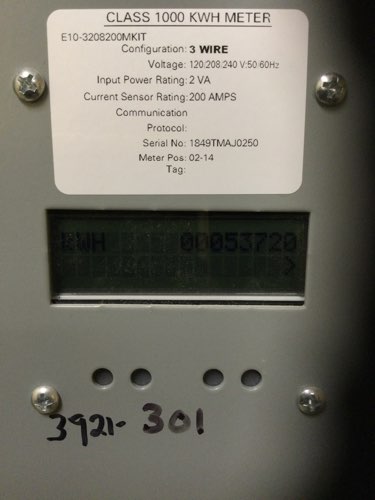 CLASS 1000 KWH METER
E10-3208200MKIT
Configuration: 3 WIRE
Voltage: 120:208:240 V:50/60Hz
Input Power Rating: 2 VA
Current Sensor Rating: 200 AMPS
Communication
Protocol:
Serial No: 1849TMAJ0250
Meter Pos: 02-14
Tag:
KWH 00053720
>
3921- 301